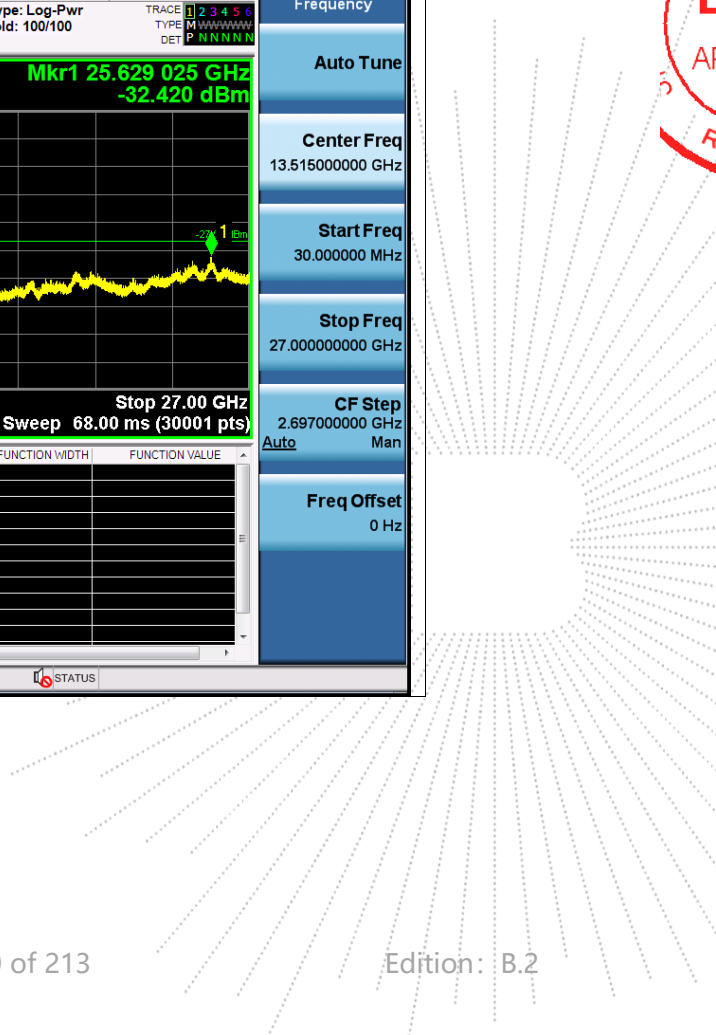 Frequency
ype: Log-Pwr
old: 100/100
TRACE 1 2 3 4 5 6
TYPE M WWWWW
DET P N N N N N
Auto Tune
Mkr1 25.629 025 GHz
-32.420 dBm
Center Freq
13.515000000 GHz
1
Start Freq
30.000000 MHz
Stop Freq
27.000000000 GHz
Stop 27.00 GHz
Sweep 68.00 ms (30001 pts)
CF Step
2.697000000 GHz
Auto Man
FUNCTION WIDTH FUNCTION VALUE
Freq Offset
0 Hz
STATUS
of 213
Edition: B.2